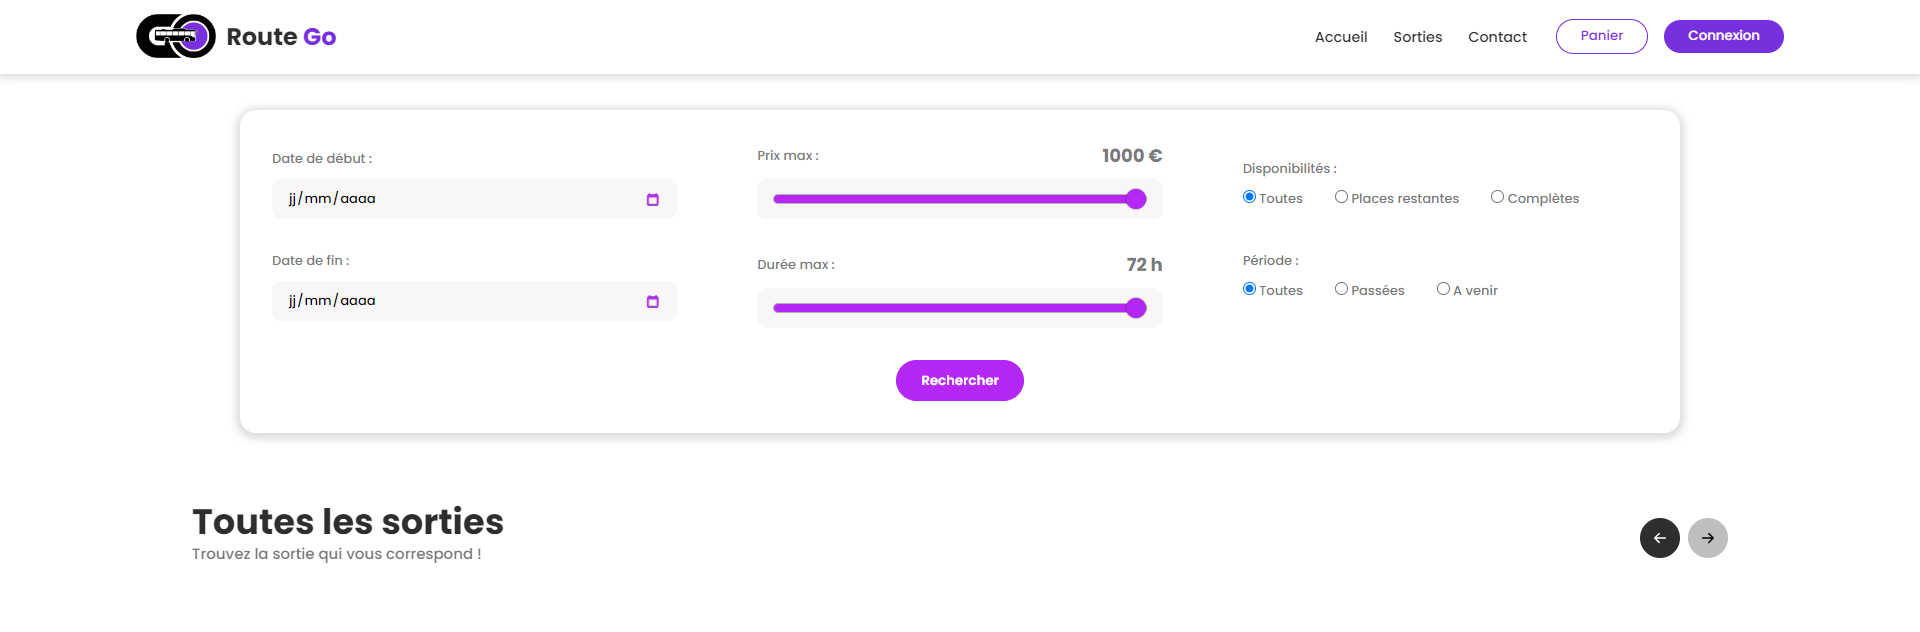 Route Go
Accueil Sorties Contact Panier Connexion
Date de début :
jj/mm/aaaa
Date de fin :
jj/mm/aaaa
Prix max : 1000 €
Durée max : 72 h
Disponibilités :
Toutes Places restantes Complètes
Période :
Toutes Passées A venir
Rechercher
Toutes les sorties
Trouvez la sortie qui vous correspond !